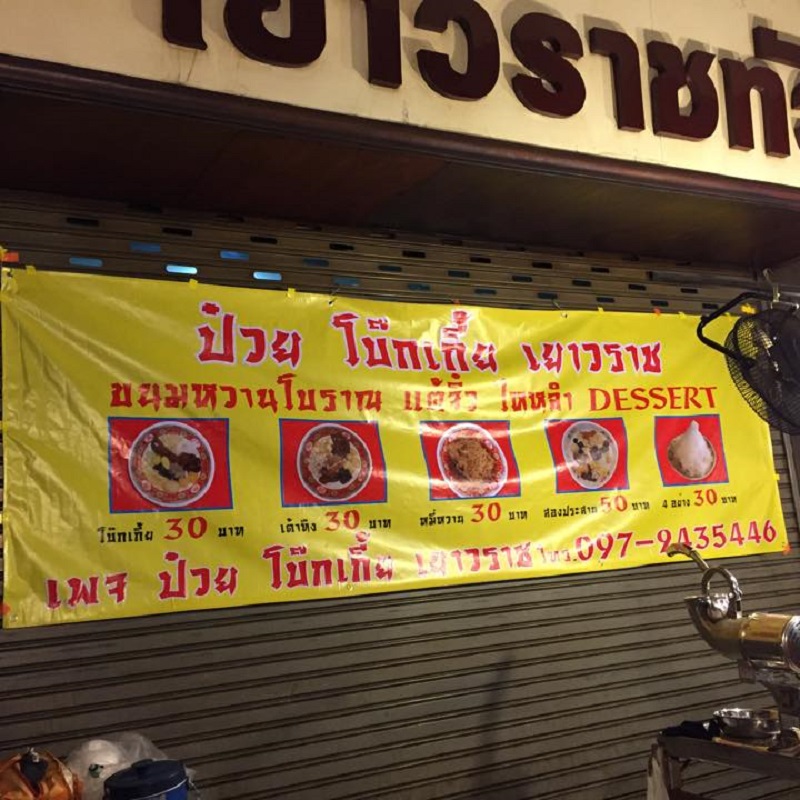 เยาวราช
ป๋วย โบ๊กเกี้ย เยาวราช
ขนมหวานโบราณ แต้จิ๋ว ไหหลำ DESSERT
โบ๊กเกี้ย 30 บาท เต้าทึง 30 บาท หมี่หวาน 30 บาท สองประสาน 50 บาท 4 อย่าง 30 บาท
เพจ ป๋วย โบ๊กเกี้ย เยาวราช โทร.097-9435446